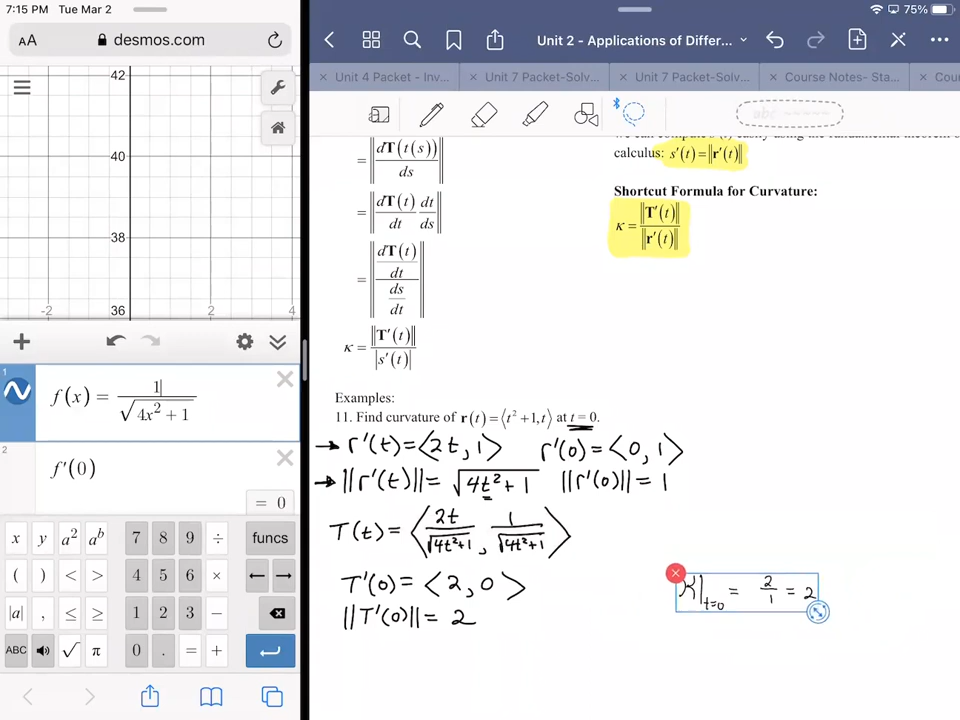 7:15 PM Tue Mar 2
75%
AA desmos.com
42
40
38
36
-2 2 4
1
f(x) = 1/√(4x² + 1)
2
f′(0)
= 0
x y a² a^b 7 8 9 ÷ funcs
( ) < > 4 5 6 × ← →
|a| , ≤ ≥ 1 2 3 −
ABC √ π 0 . = +
Unit 2 - Applications of Differ...
Unit 4 Packet - Inv...
Unit 7 Packet-Solv...
Unit 7 Packet-Solv...
Course Notes- Sta...
Cou
abc
calculus: s′(t) = ||r′(t)||
= ||dT(t(s))/ds||
= ||dT(t)/dt dt/ds||
= ||(dT(t)/dt)/(ds/dt)||
κ = ||T′(t)||/|s′(t)|
Shortcut Formula for Curvature:
κ = ||T′(t)||/||r′(t)||
Examples:
11. Find curvature of r(t) = ⟨t² + 1, t⟩ at t = 0.
→ r′(t) = ⟨2t, 1⟩ r′(0) = ⟨0, 1⟩
→ ||r′(t)|| = √(4t² + 1) ||r′(0)|| = 1
T(t) = ⟨2t/√(4t²+1), 1/√(4t²+1)⟩
T′(0) = ⟨2, 0⟩
||T′(0)|| = 2
K|t=0 = 2/1 = 2